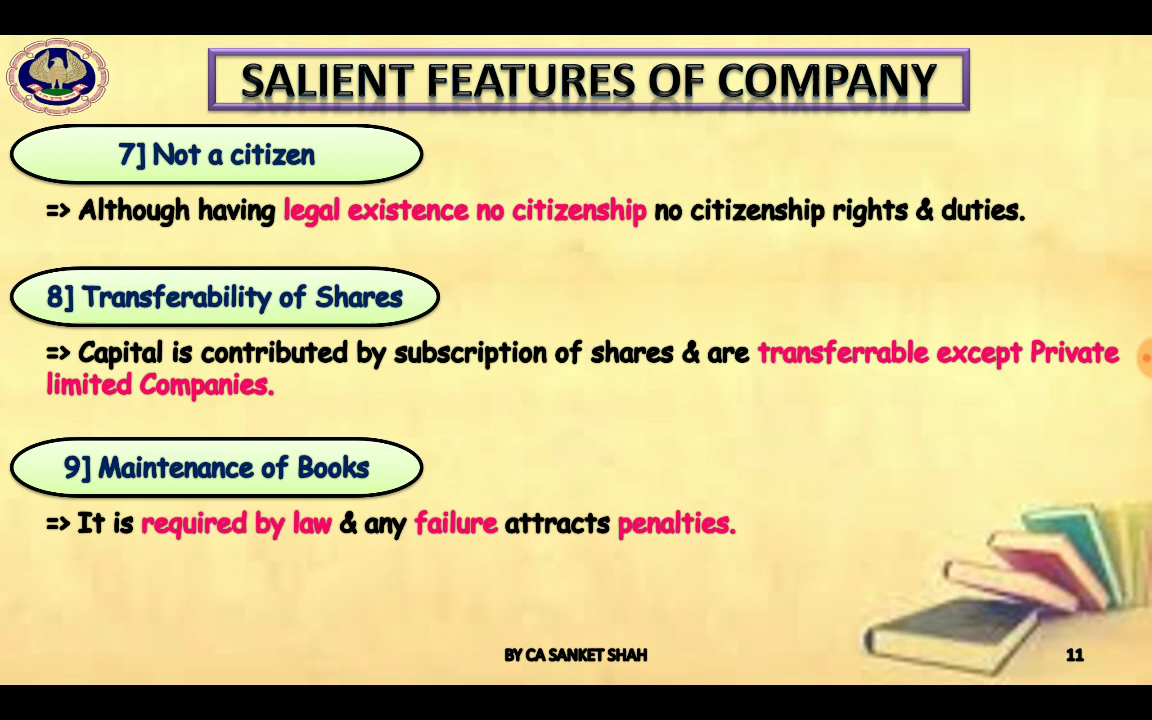 SALIENT FEATURES OF COMPANY
7] Not a citizen
=> Although having legal existence no citizenship no citizenship rights & duties.
8] Transferability of Shares
=> Capital is contributed by subscription of shares & are transferrable except Private
limited Companies.
9] Maintenance of Books
=> It is required by law & any failure attracts penalties.
BY CA SANKET SHAH
11